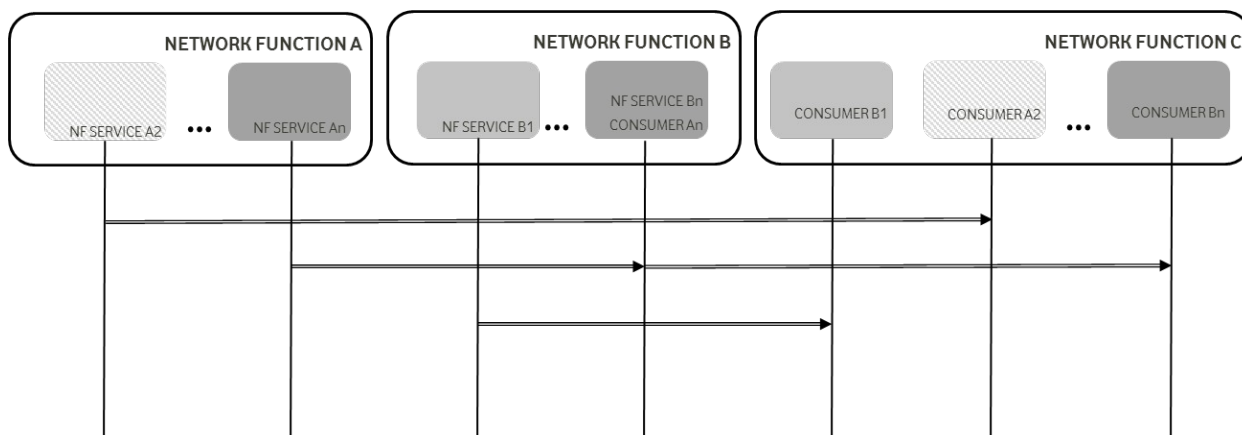 NETWORK FUNCTION A
NF SERVICE A2
•••
NF SERVICE An
NETWORK FUNCTION B
NF SERVICE B1
•••
NF SERVICE Bn
CONSUMER An
NETWORK FUNCTION C
CONSUMER B1
CONSUMER A2
•••
CONSUMER Bn